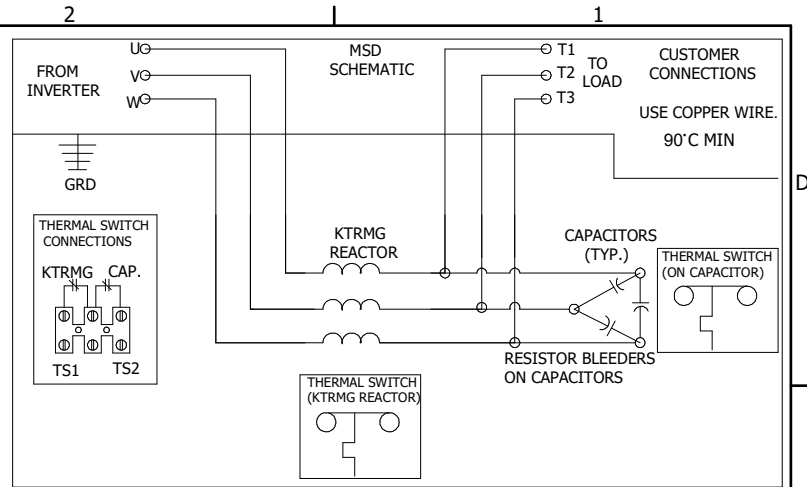 2
1
U
MSD
SCHEMATIC
T1
CUSTOMER
CONNECTIONS
FROM
INVERTER
V
T2
TO
LOAD
W
T3
USE COPPER WIRE.
90°C MIN
GRD
D
THERMAL SWITCH
CONNECTIONS
KTRMG
CAP.
TS1
TS2
KTRMG
REACTOR
CAPACITORS
(TYP.)
THERMAL SWITCH
(ON CAPACITOR)
RESISTOR BLEEDERS
ON CAPACITORS
THERMAL SWITCH
(KTRMG REACTOR)